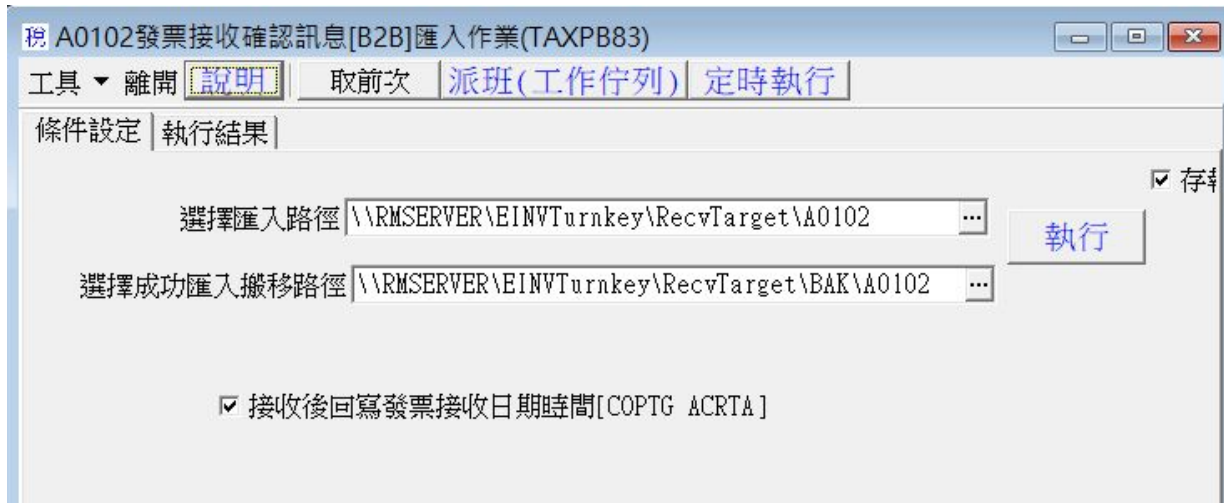 稅 A0102發票接收確認訊息[B2B]匯入作業(TAXPB83)
工具 離開 說明 取前次 派班(工作佇列) 定時執行
條件設定 執行結果
存
選擇匯入路徑 \\RMSERVER\EINVTurnkey\RecvTarget\A0102 ... 執行
選擇成功匯入搬移路徑 \\RMSERVER\EINVTurnkey\RecvTarget\BAK\A0102 ...
接收後回寫發票接收日期時間[COPTG ACRTA]